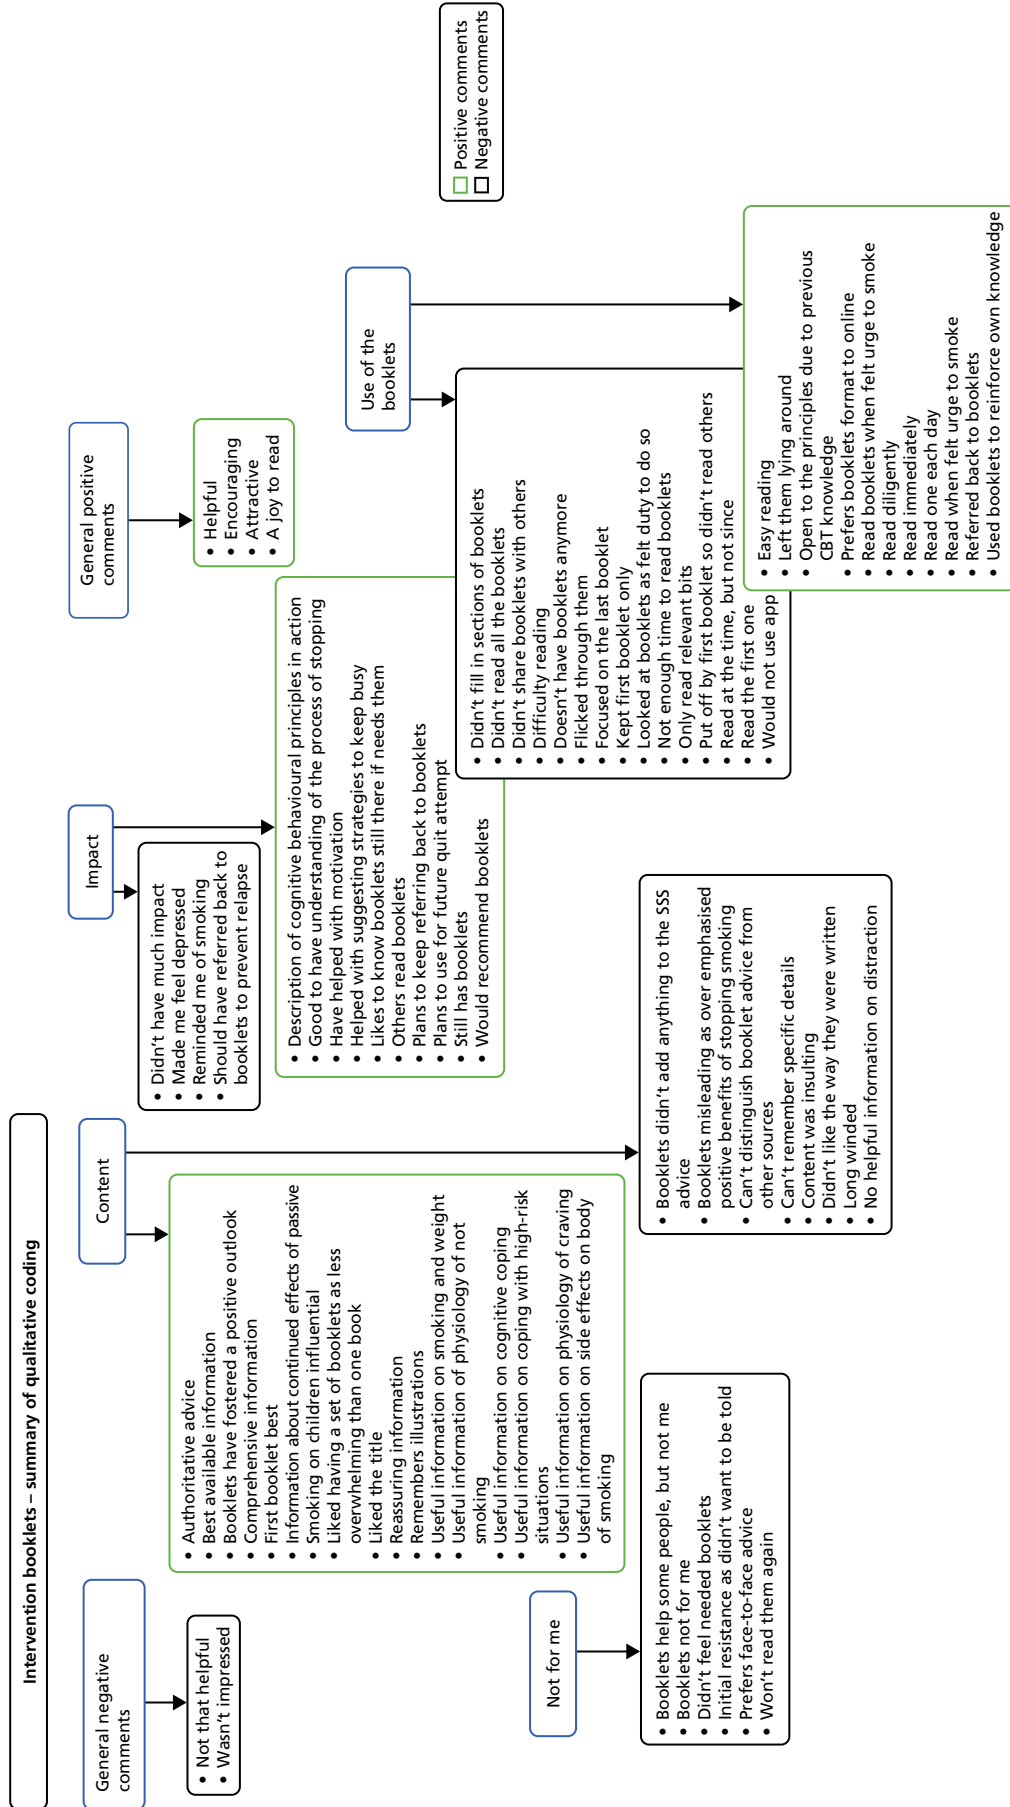 Intervention booklets – summary of qualitative coding
General negative
comments
• Not that helpful
• Wasn't impressed
Not for me
• Booklets help some people, but not me
• Booklets not for me
• Didn't feel needed booklets
• Initial resistance as didn't want to be told
• Prefers face-to-face advice
• Won't read them again
Content
• Authoritative advice
• Best available information
• Booklets have fostered a positive outlook
• Comprehensive information
• First booklet best
• Information about continued effects of passive
• Smoking on children influential
• Liked having a set of booklets as less
overwhelming than one book
• Liked the title
• Reassuring information
• Remembers illustrations
• Useful information on smoking and weight
• Useful information of physiology of not
smoking
• Useful information on cognitive coping
• Useful information on coping with high-risk
situations
• Useful information on physiology of craving
• Useful information on side effects on body
of smoking
• Booklets didn't add anything to the SSS
advice
• Booklets misleading as over emphasised
positive benefits of stopping smoking
• Can't distinguish booklet advice from
other sources
• Can't remember specific details
• Content was insulting
• Didn't like the way they were written
• Long winded
• No helpful information on distraction
Impact
• Didn't have much impact
• Made me feel depressed
• Reminded me of smoking
• Should have referred back to
booklets to prevent relapse
• Description of cognitive behavioural principles in action
• Good to have understanding of the process of stopping
• Have helped with motivation
• Helped with suggesting strategies to keep busy
• Likes to know booklets still there if needs them
• Others read booklets
• Plans to keep referring back to booklets
• Plans to use for future quit attempt
• Still has booklets
• Would recommend booklets
General positive
comments
• Helpful
• Encouraging
• Attractive
• A joy to read
Use of the
booklets
• Didn't fill in sections of booklets
• Didn't read all the booklets
• Didn't share booklets with others
• Difficulty reading
• Doesn't have booklets anymore
• Flicked through them
• Focused on the last booklet
• Kept first booklet only
• Looked at booklets as felt duty to do so
• Not enough time to read booklets
• Only read relevant bits
• Put off by first booklet so didn't read others
• Read at the time, but not since
• Read the first one
• Would not use app
• Easy reading
• Left them lying around
• Open to the principles due to previous
CBT knowledge
• Prefers booklets format to online
• Read booklets when felt urge to smoke
• Read diligently
• Read immediately
• Read one each day
• Read when felt urge to smoke
• Referred back to booklets
• Used booklets to reinforce own knowledge
Positive comments
Negative comments